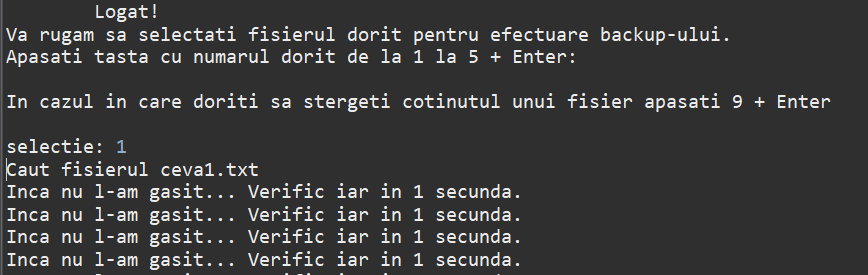 Logat!
Va rugam sa selectati fisierul dorit pentru efectuare backup-ului.
Apasati tasta cu numarul dorit de la 1 la 5 + Enter:
In cazul in care doriti sa stergeti cotinutul unui fisier apasati 9 + Enter
selectie: 1
Caut fisierul ceva1.txt
Inca nu l-am gasit... Verific iar in 1 secunda.
Inca nu l-am gasit... Verific iar in 1 secunda.
Inca nu l-am gasit... Verific iar in 1 secunda.
Inca nu l-am gasit... Verific iar in 1 secunda.